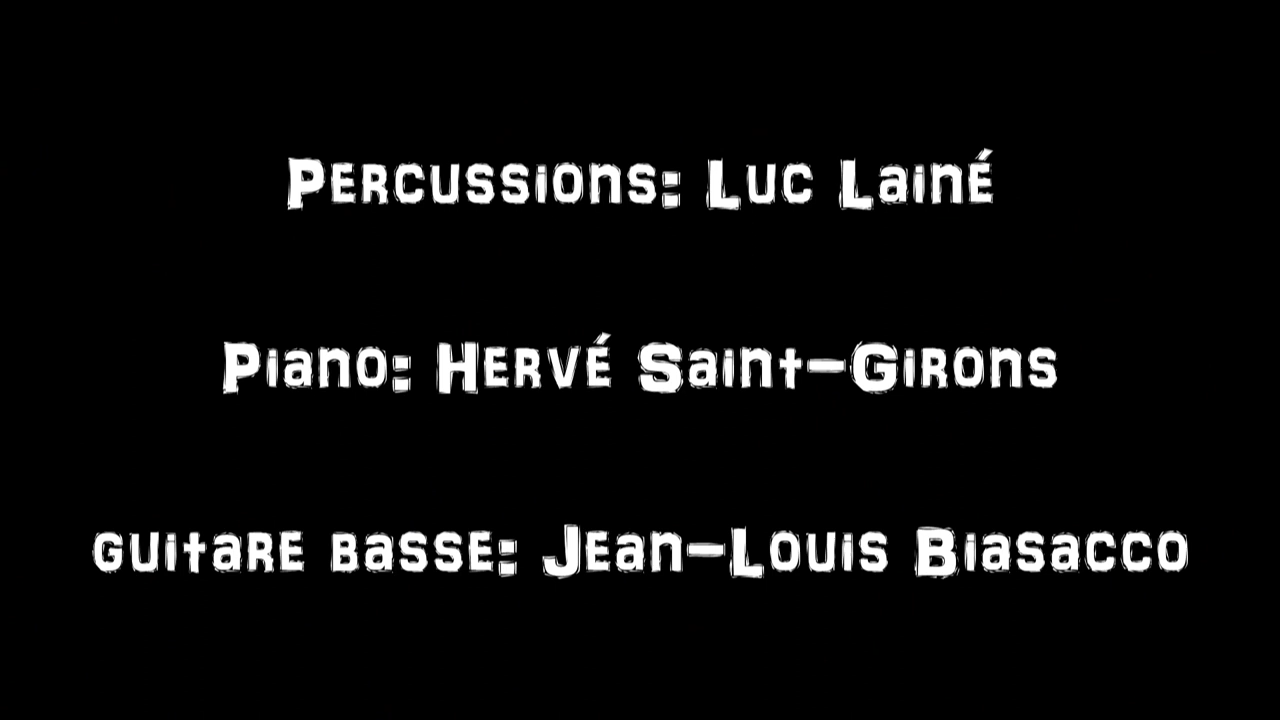 Percussions: Luc Lainé
Piano: Hervé Saint-Girons
guitare basse: Jean-Louis Biasacco